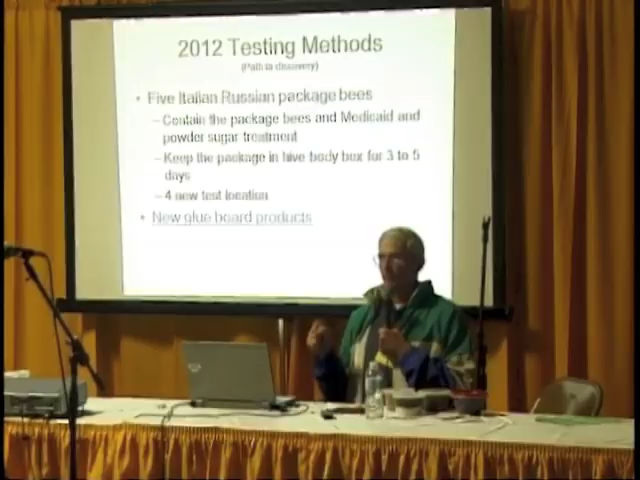 2012 Testing Methods
(Path to discovery)
• Five Italian Russian package bees
– Contain the package bees and Medicaid and
powder sugar treatment
– Keep the package in hive body box for 3 to 5
days
– 4 new test location
• New glue board products